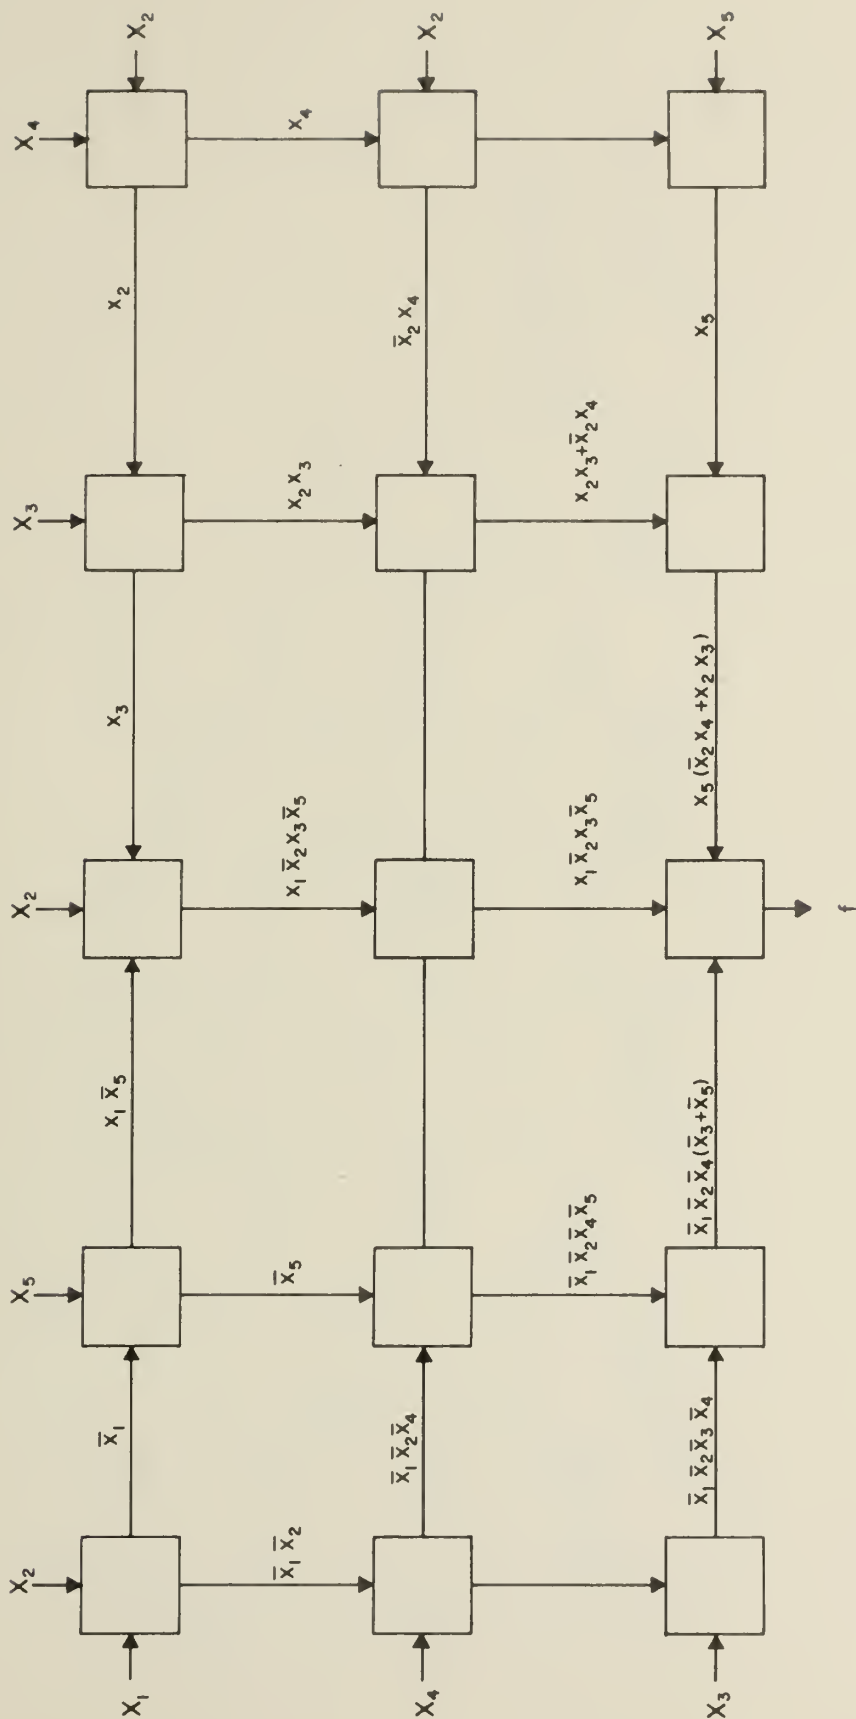 X₂
X₅
X₂
X₃
X₄
X₁
x̄₁
x₁x̄₅
x₃
x₂
X₂
x̄₁x̄₂
x̄₅
x₁x̄₂x₃x̄₅
x₂x₃
x₄
X₄
x̄₁x̄₂x̄₄
x̄₂x₄
X₂
x̄₁x̄₂x̄₄x̄₅
x₁x̄₂x₃x̄₅
x₂x₃+x̄₂x₄
X₃
x̄₁x̄₂x̄₃x̄₄
x̄₁x̄₂x̄₄(x̄₃+x̄₅)
x₅(x̄₂x₄+x₂x₃)
x₅
X₅
f